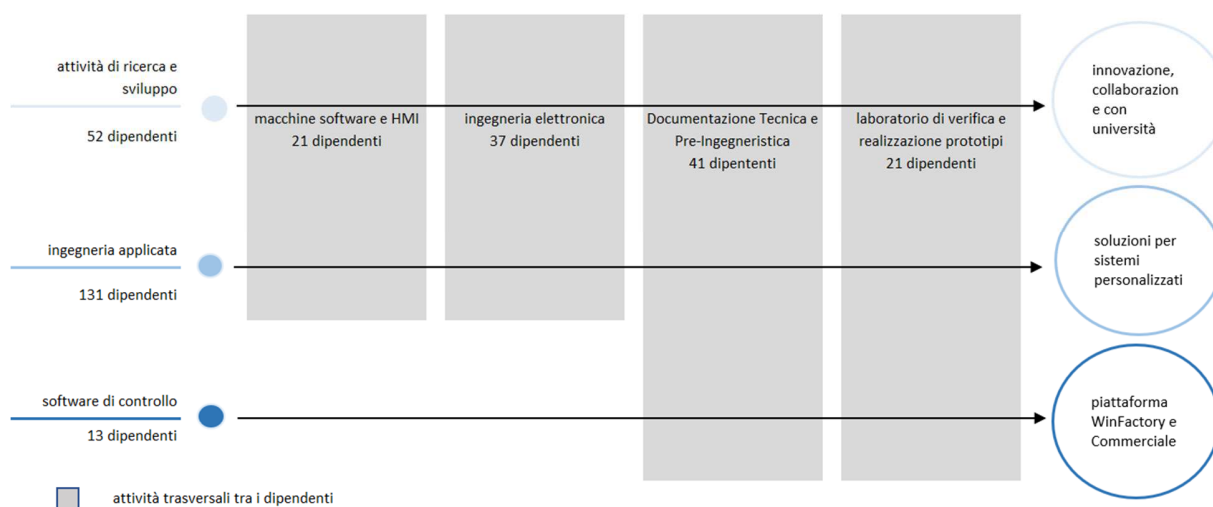 attività di ricerca e
sviluppo
52 dipendenti
macchine software e HMI
21 dipendenti
ingegneria elettronica
37 dipendenti
Documentazione Tecnica e
Pre-Ingegneristica
41 dipententi
laboratorio di verifica e
realizzazione prototipi
21 dipendenti
innovazione,
collaborazion
e con
università
ingegneria applicata
131 dipendenti
soluzioni per
sistemi
personalizzati
software di controllo
13 dipendenti
piattaforma
WinFactory e
Commerciale
attività trasversali tra i dipendenti